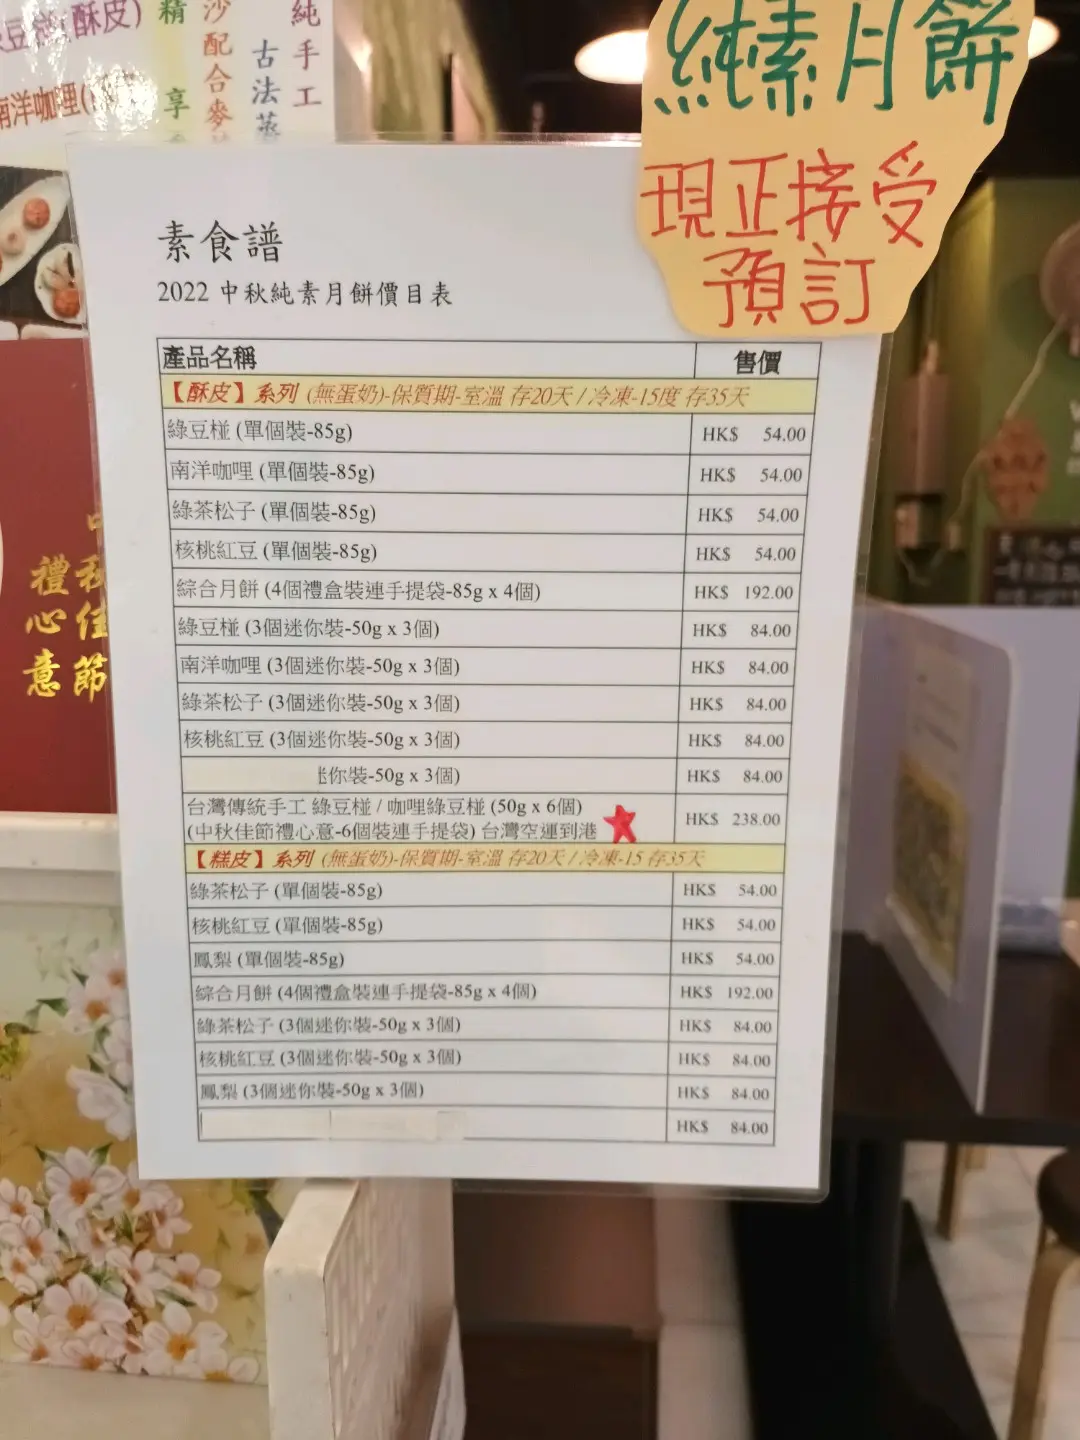 純素月餅
現正接受
預訂
豆椪(酥皮)
南洋咖哩(
精
享
沙
配
合
麥
古
法
蒸
純
手
工
禮
心
意
秋
佳
節
素食譜
2022 中秋純素月餅價目表
產品名稱 售價
【酥皮】系列 (無蛋奶)-保質期-室溫 存20天 / 冷凍-15度 存35天
綠豆椪 (單個裝-85g) HK$ 54.00
南洋咖哩 (單個裝-85g) HK$ 54.00
綠茶松子 (單個裝-85g) HK$ 54.00
核桃紅豆 (單個裝-85g) HK$ 54.00
綜合月餅 (4個禮盒裝連手提袋-85g x 4個) HK$ 192.00
綠豆椪 (3個迷你裝-50g x 3個) HK$ 84.00
南洋咖哩 (3個迷你裝-50g x 3個) HK$ 84.00
綠茶松子 (3個迷你裝-50g x 3個) HK$ 84.00
核桃紅豆 (3個迷你裝-50g x 3個) HK$ 84.00
你裝-50g x 3個) HK$ 84.00
台灣傳統手工 綠豆椪 / 咖哩綠豆椪 (50g x 6個)
(中秋佳節禮心意-6個裝連手提袋) 台灣空運到港 HK$ 238.00
【糕皮】系列 (無蛋奶)-保質期-室溫 存20天 / 冷凍-15 存35天
綠茶松子 (單個裝-85g) HK$ 54.00
核桃紅豆 (單個裝-85g) HK$ 54.00
鳳梨 (單個裝-85g) HK$ 54.00
綜合月餅 (4個禮盒裝連手提袋-85g x 4個) HK$ 192.00
綠茶松子 (3個迷你裝-50g x 3個) HK$ 84.00
核桃紅豆 (3個迷你裝-50g x 3個) HK$ 84.00
鳳梨 (3個迷你裝-50g x 3個) HK$ 84.00
HK$ 84.00